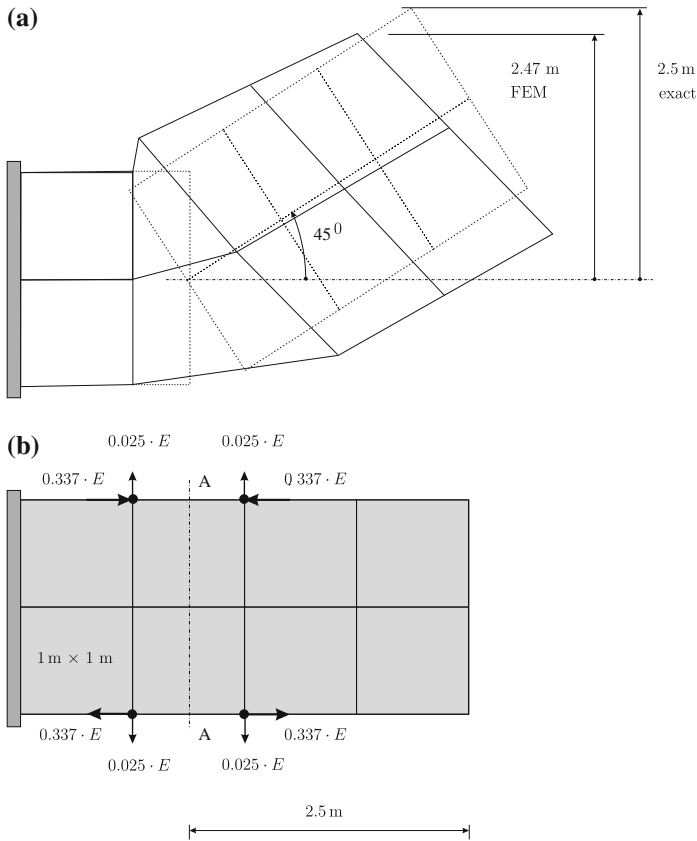 (a)
2.47 m
FEM
2.5 m
exact
45⁰
(b)
0.025 · E
0.025 · E
0.337 · E
A
0.337 · E
1 m × 1 m
0.337 · E
A
0.337 · E
0.025 · E
0.025 · E
2.5 m